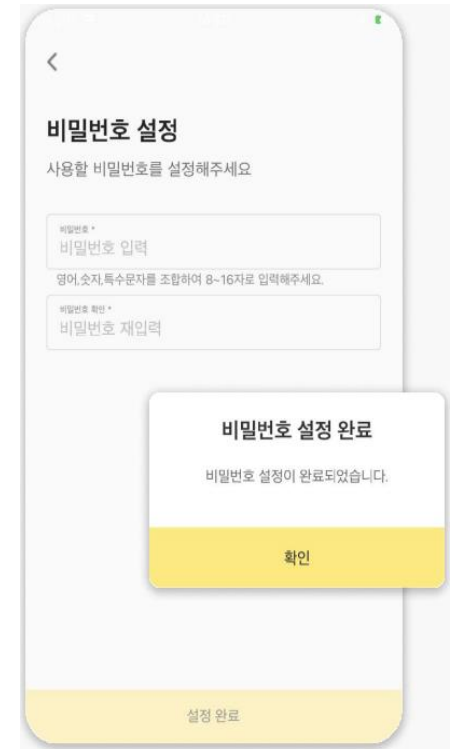 비밀번호 설정
사용할 비밀번호를 설정해주세요
비밀번호 *
비밀번호 입력
영어,숫자,특수문자를 조합하여 8~16자로 입력해주세요.
비밀번호 확인 *
비밀번호 재입력
비밀번호 설정 완료
비밀번호 설정이 완료되었습니다.
확인
설정 완료